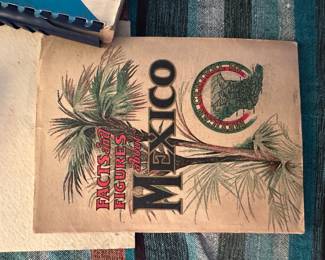 FACTS and
FIGURES
about
MEXICO